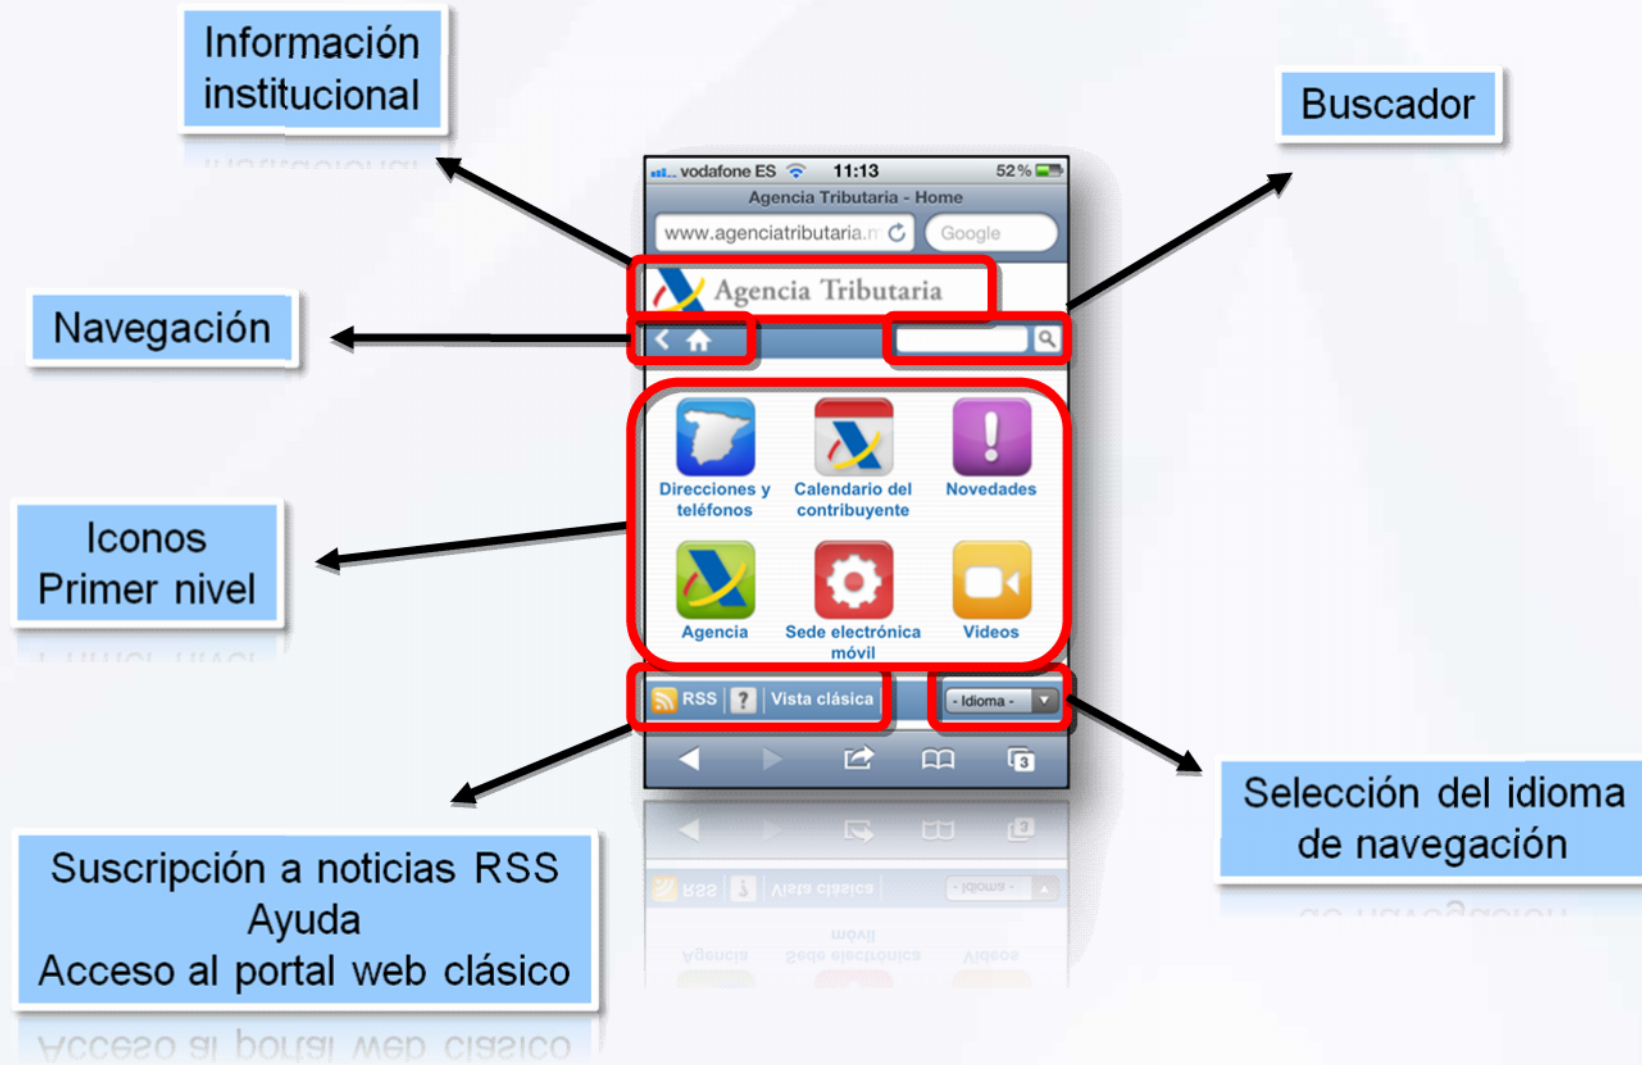 Información
institucional
Buscador
vodafone ES 11:13 52 %
Agencia Tributaria - Home
www.agenciatributaria.m Google
Agencia Tributaria
Navegación
Direcciones y
teléfonos
Calendario del
contribuyente
Novedades
Iconos
Primer nivel
Agencia
Sede electrónica
móvil
Videos
RSS ? Vista clásica - Idioma -
3
Selección del idioma
de navegación
Suscripción a noticias RSS
Ayuda
Acceso al portal web clásico